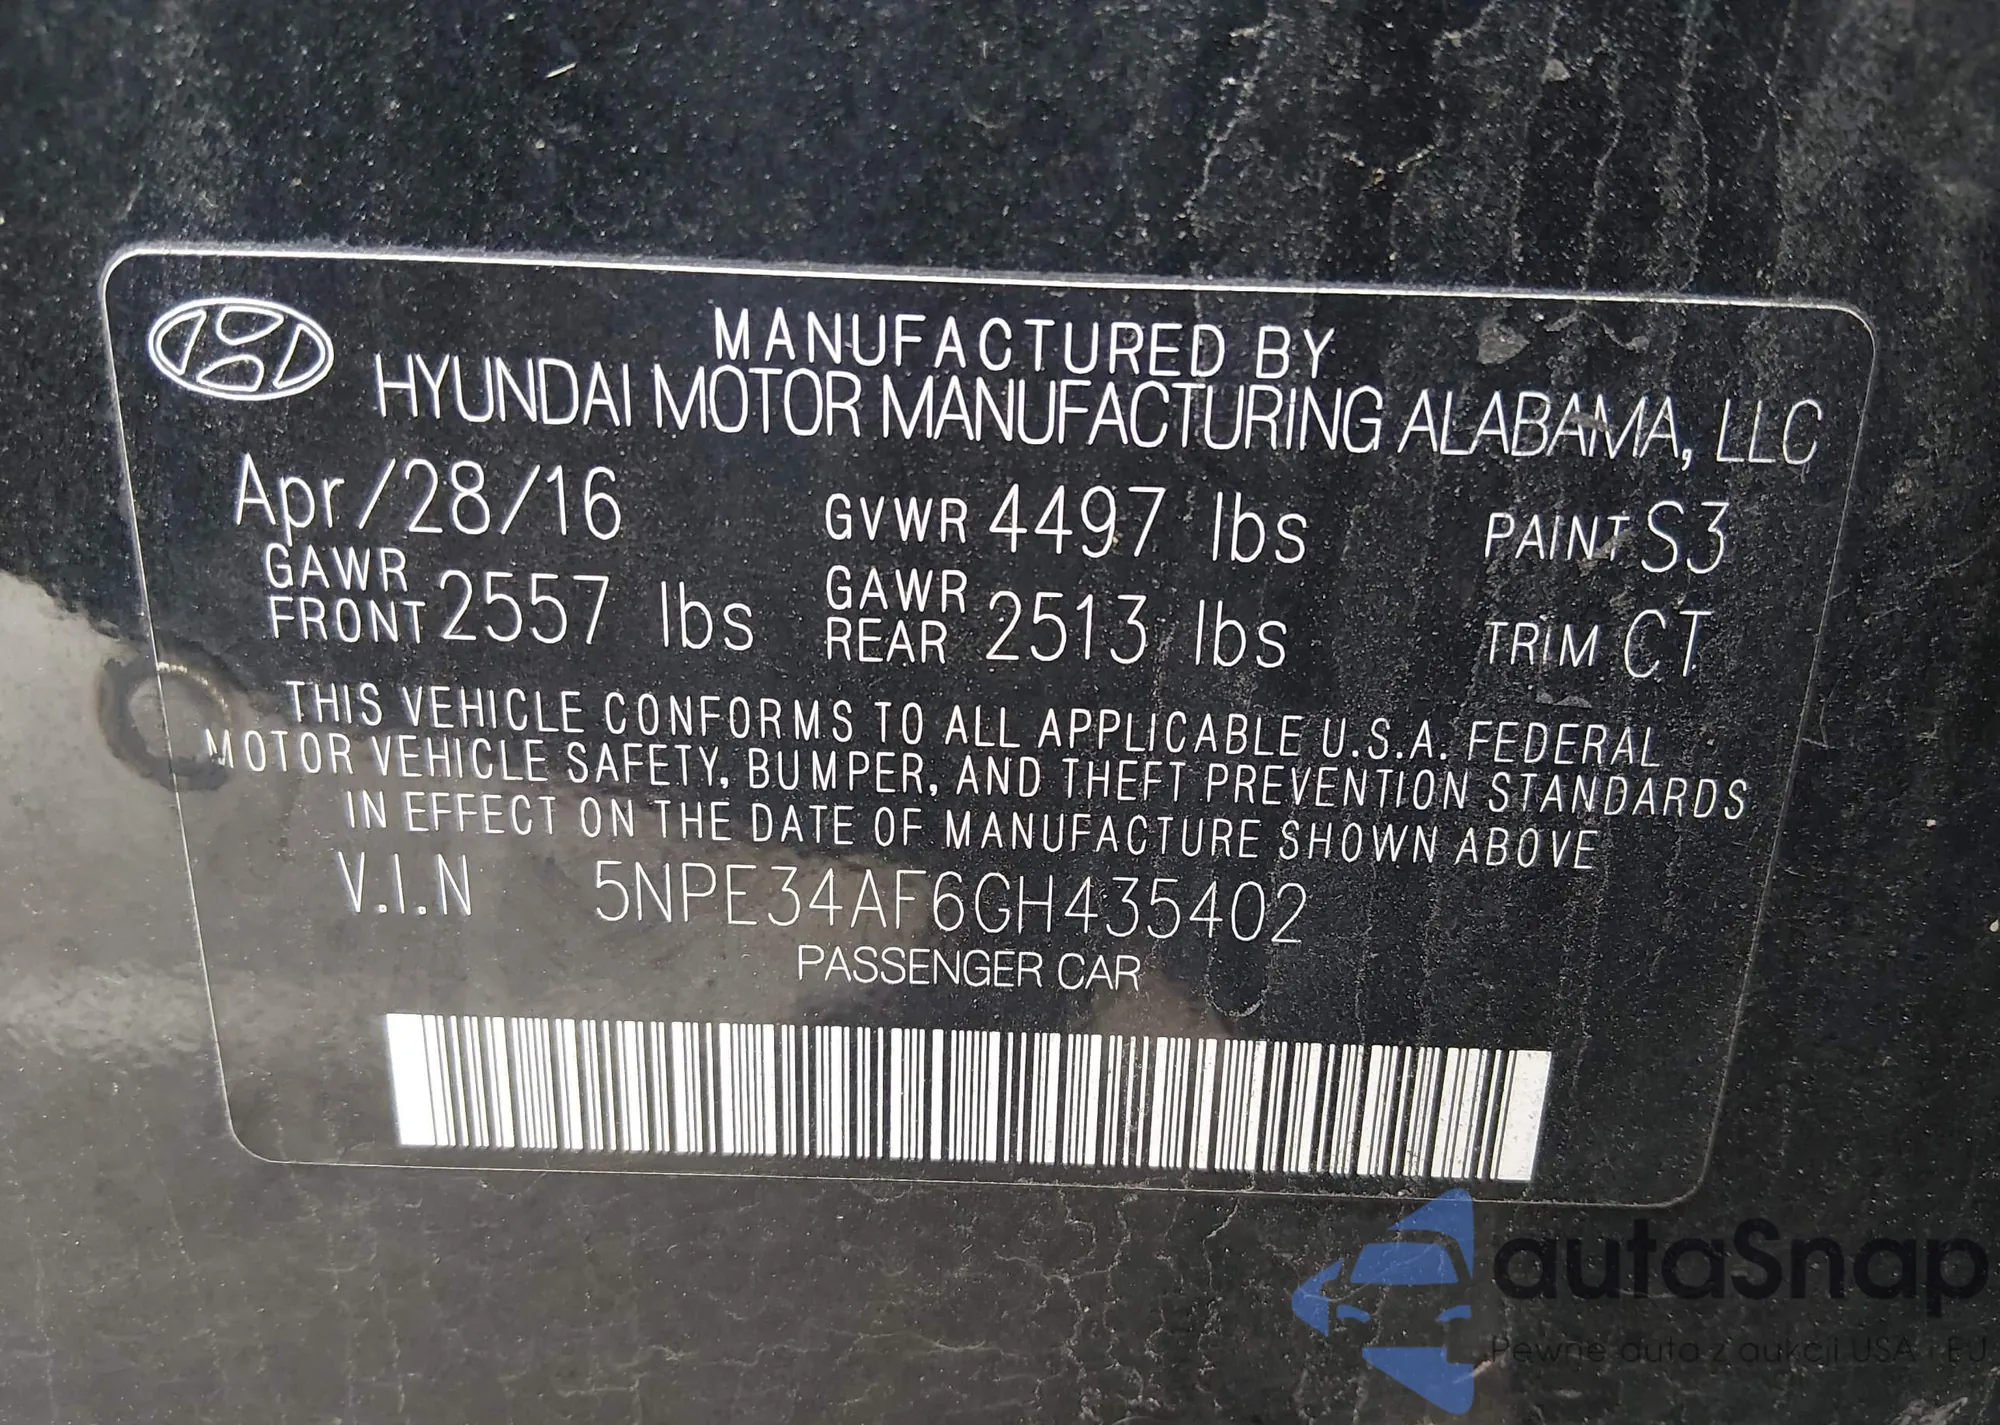 MANUFACTURED BY
HYUNDAI MOTOR MANUFACTURING ALABAMA, LLC
Apr/28/16 GVWR 4497 lbs PAINT S3
GAWR FRONT 2557 lbs GAWR REAR 2513 lbs TRIM CT
THIS VEHICLE CONFORMS TO ALL APPLICABLE U.S.A. FEDERAL
MOTOR VEHICLE SAFETY, BUMPER, AND THEFT PREVENTION STANDARDS
IN EFFECT ON THE DATE OF MANUFACTURE SHOWN ABOVE
V.I.N 5NPE34AF6GH435402
PASSENGER CAR
autaSnap
Pewne auta z aukcji USA i EU